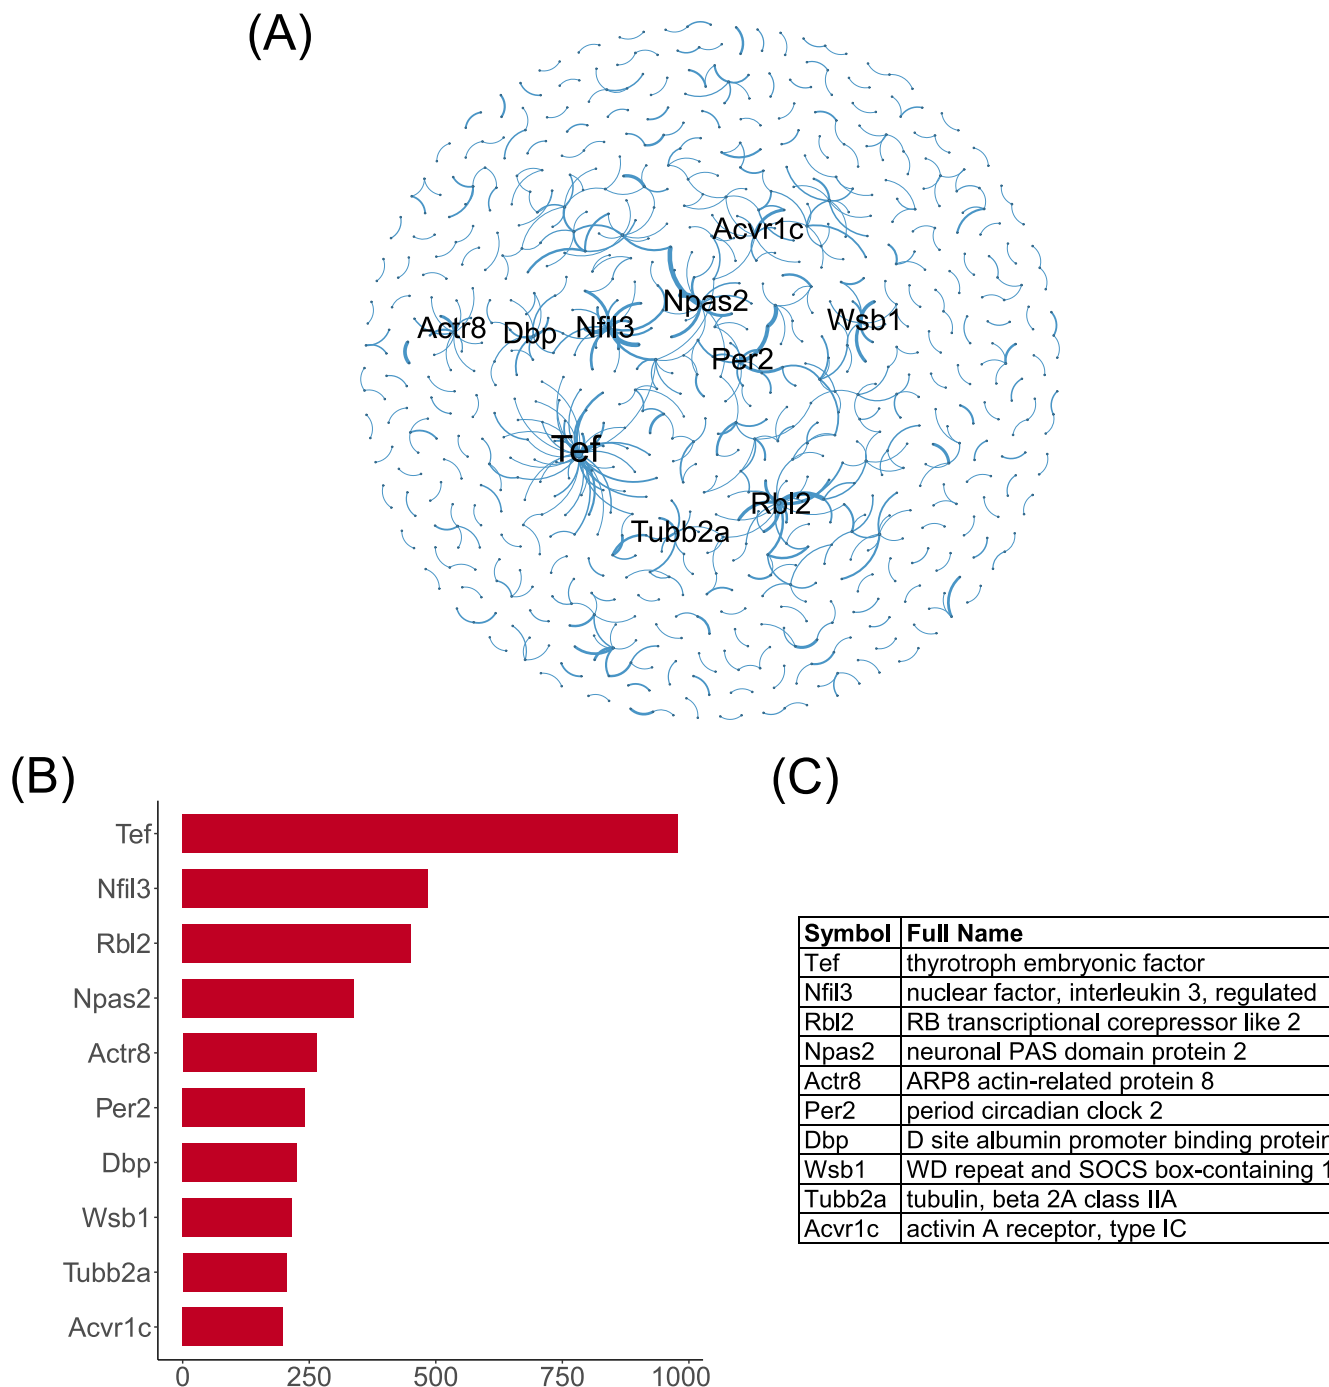 (A)
Acvr1c
Npas2
Wsb1
Actr8
Dbp
Nfil3
Per2
Tef
Rbl2
Tubb2a
(B)
Tef
Nfil3
Rbl2
Npas2
Actr8
Per2
Dbp
Wsb1
Tubb2a
Acvr1c
0 250 500 750 1000
(C)
Symbol Full Name
Tef thyrotroph embryonic factor
Nfil3 nuclear factor, interleukin 3, regulated
Rbl2 RB transcriptional corepressor like 2
Npas2 neuronal PAS domain protein 2
Actr8 ARP8 actin-related protein 8
Per2 period circadian clock 2
Dbp D site albumin promoter binding protein
Wsb1 WD repeat and SOCS box-containing 1
Tubb2a tubulin, beta 2A class IIA
Acvr1c activin A receptor, type IC